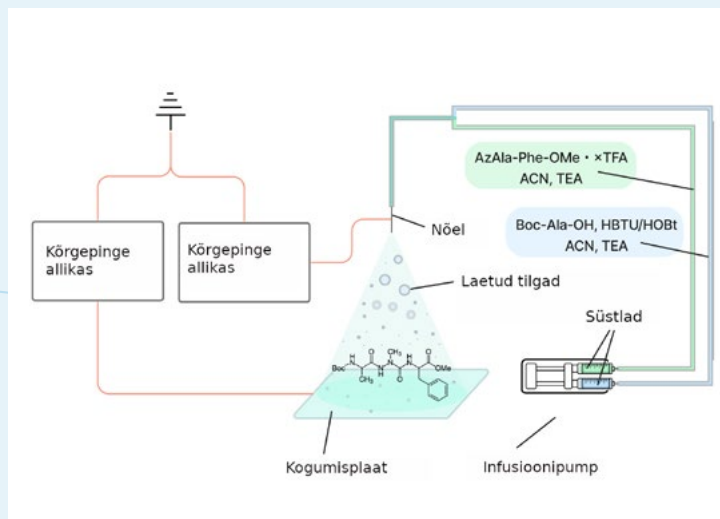 AzAla-Phe-OMe • ×TFA
ACN, TEA
Boc-Ala-OH, HBTU/HOBt
ACN, TEA
Kõrgepinge
allikas
Kõrgepinge
allikas
Nõel
Laetud tilgad
Süstlad
Boc
H
N
O
CH₃
N
H
CH₃
N
O
H
N
O
OMe
Kogumisplaat
Infusioonipump